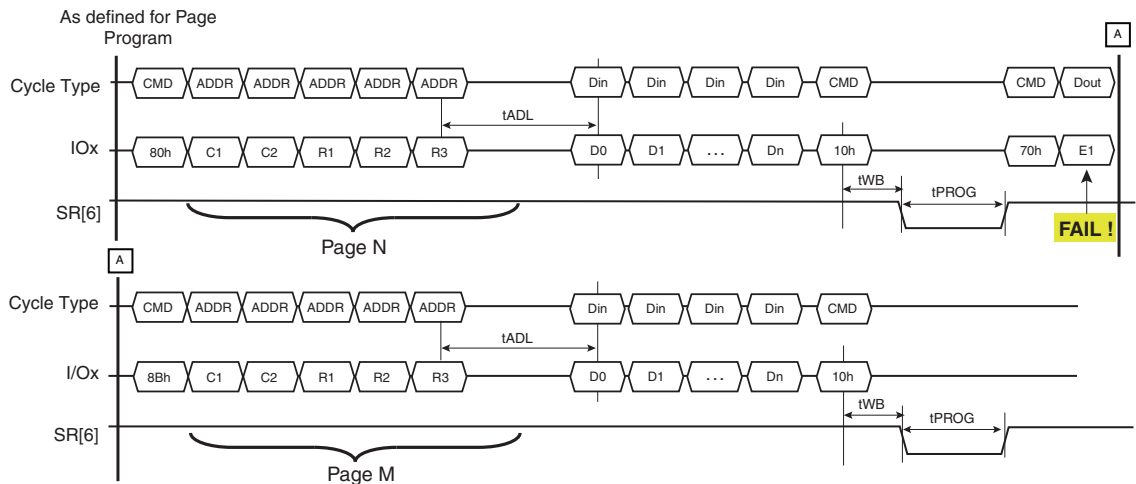 As defined for Page
Program
A
Cycle Type CMD ADDR ADDR ADDR ADDR ADDR Din Din Din Din CMD CMD Dout
tADL
IOx 80h C1 C2 R1 R2 R3 D0 D1 ... Dn 10h 70h E1
tWB tPROG
SR[6]
FAIL !
Page N
A
Cycle Type CMD ADDR ADDR ADDR ADDR ADDR Din Din Din Din CMD
tADL
I/Ox 8Bh C1 C2 R1 R2 R3 D0 D1 ... Dn 10h
tWB tPROG
SR[6]
Page M